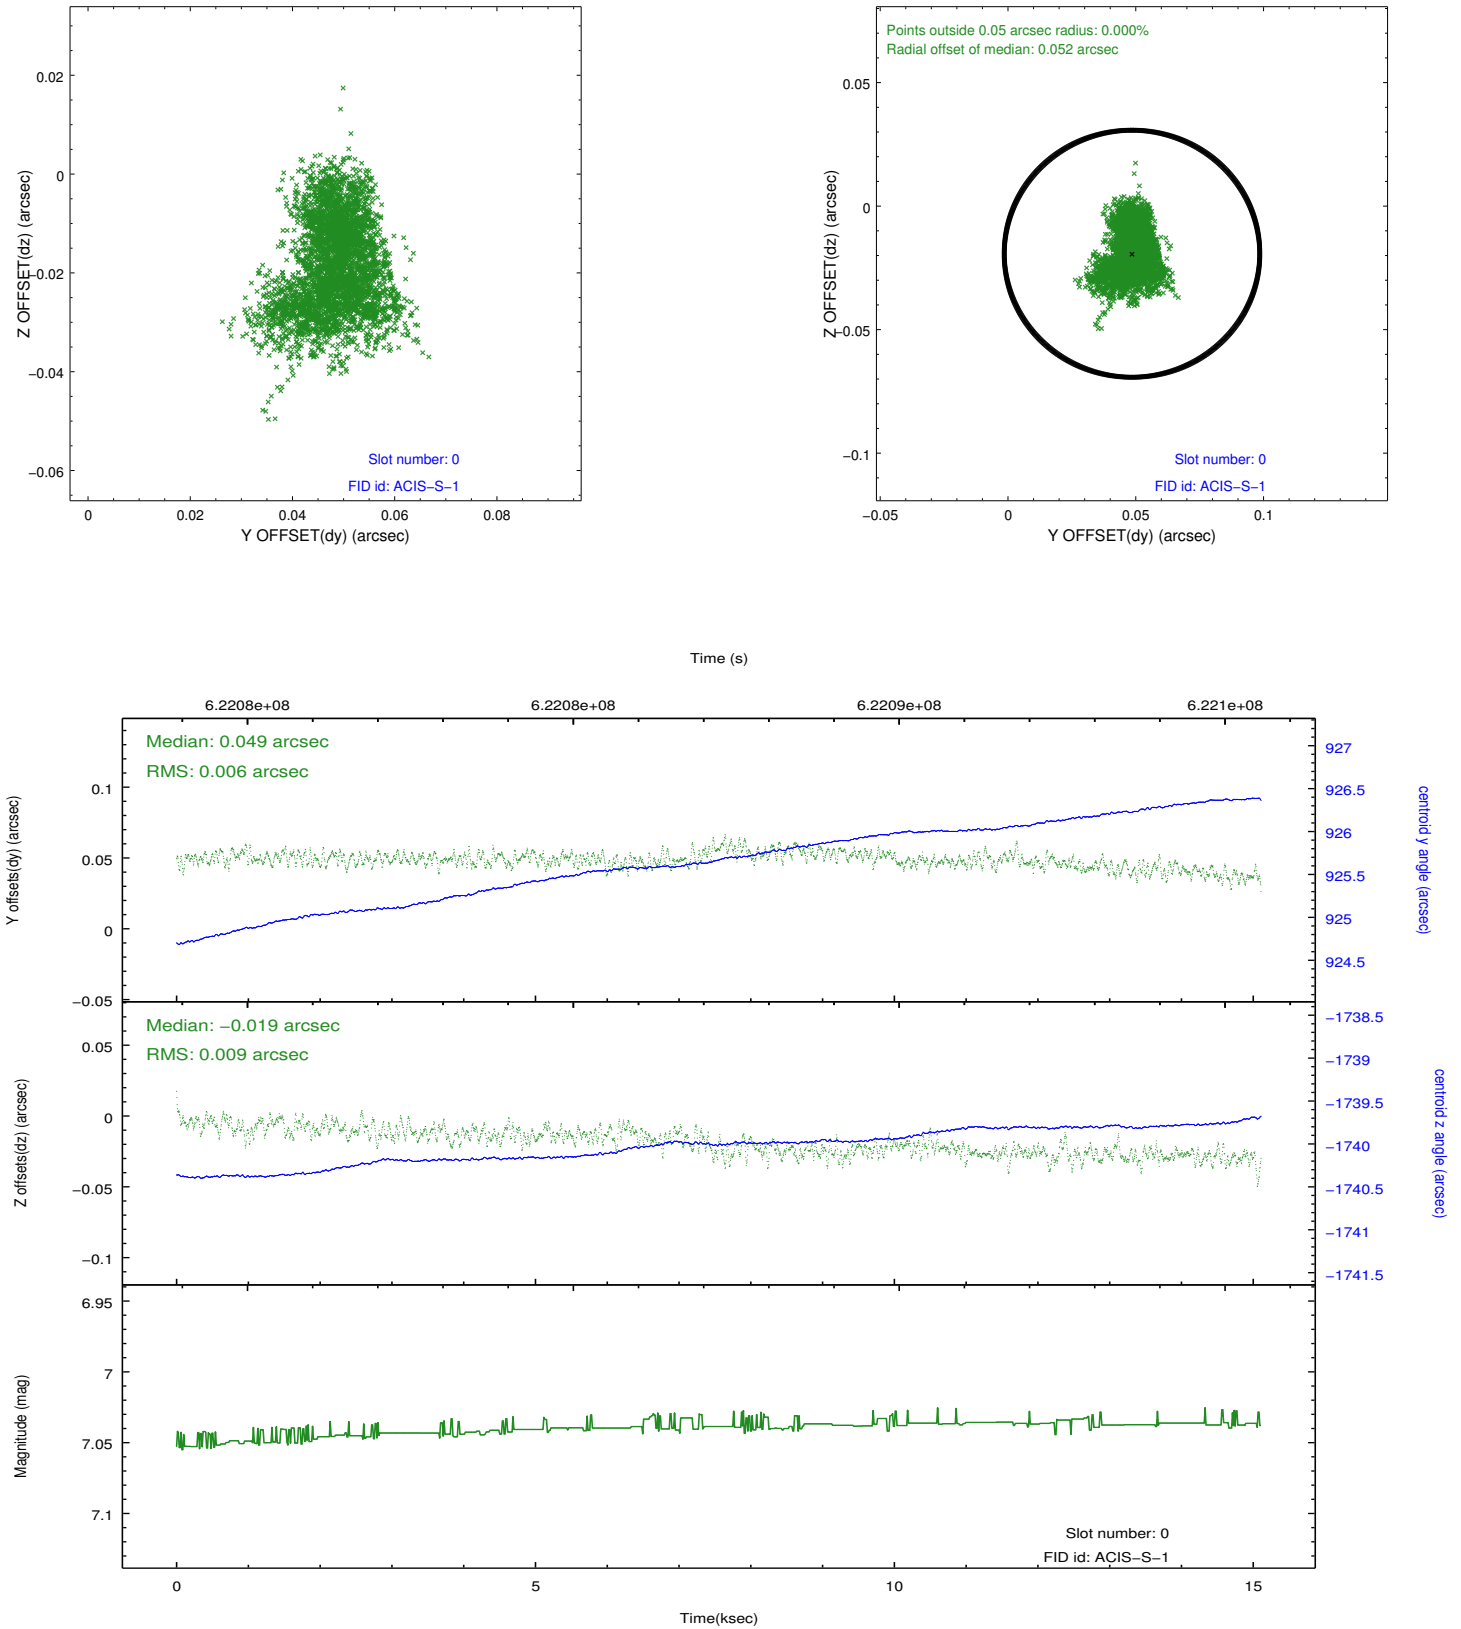 0.02
0
−0.02
−0.04
−0.06
Z OFFSET(dz) (arcsec)
Slot number: 0
FID id: ACIS−S−1
0
0.02
0.04
0.06
0.08
Y OFFSET(dy) (arcsec)
Points outside 0.05 arcsec radius: 0.000%
Radial offset of median: 0.052 arcsec
0.05
0
−0.05
−0.1
Z OFFSET(dz) (arcsec)
Slot number: 0
FID id: ACIS−S−1
−0.05
0
0.05
0.1
Y OFFSET(dy) (arcsec)
Time (s)
6.2208e+08
6.2208e+08
6.2209e+08
6.221e+08
Median: 0.049 arcsec
RMS: 0.006 arcsec
0.1
0.05
0
−0.05
Y offsets(dy) (arcsec)
927
926.5
926
925.5
925
924.5
centroid y angle (arcsec)
Median: −0.019 arcsec
RMS: 0.009 arcsec
0.05
0
−0.05
−0.1
Z offsets(dz) (arcsec)
−1738.5
−1739
−1739.5
−1740
−1740.5
−1741
−1741.5
centroid z angle (arcsec)
6.95
7
7.05
7.1
Magnitude (mag)
Slot number: 0
FID id: ACIS−S−1
0
5
10
15
Time(ksec)